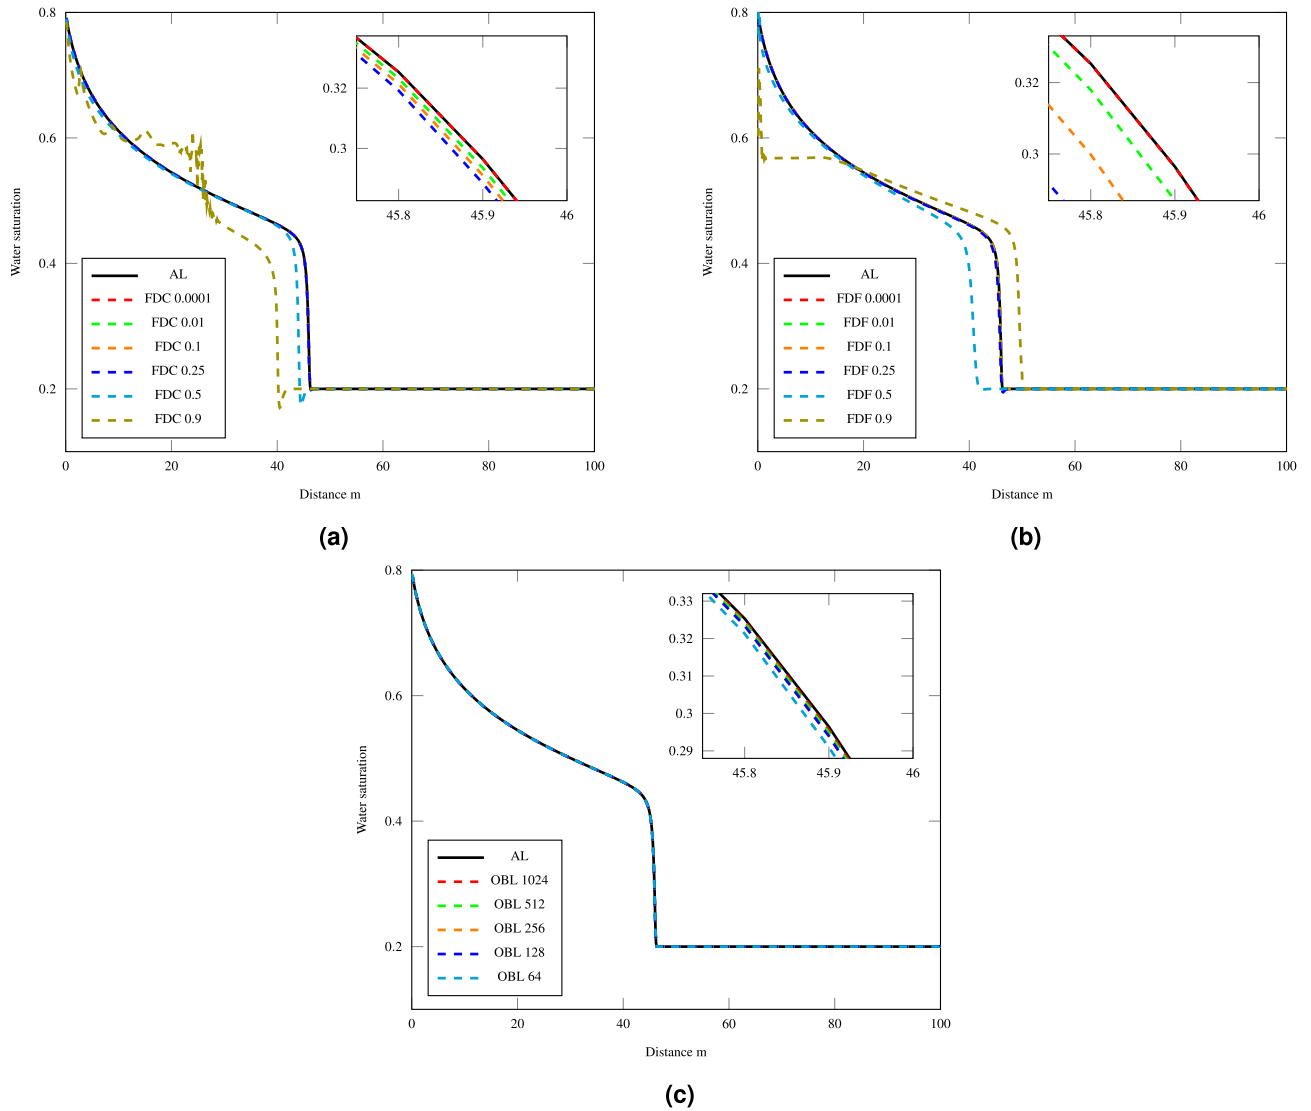 0.8
0.6
0.4
0.2
Water saturation
0.32
0.3
45.8 45.9 46
AL
FDC 0.0001
FDC 0.01
FDC 0.1
FDC 0.25
FDC 0.5
FDC 0.9
0 20 40 60 80 100
Distance m
(a)
0.8
0.6
0.4
0.2
Water saturation
0.32
0.3
45.8 45.9 46
AL
FDF 0.0001
FDF 0.01
FDF 0.1
FDF 0.25
FDF 0.5
FDF 0.9
0 20 40 60 80 100
Distance m
(b)
0.8
0.6
0.4
0.2
Water saturation
0.33
0.32
0.31
0.3
0.29
45.8 45.9 46
AL
OBL 1024
OBL 512
OBL 256
OBL 128
OBL 64
0 20 40 60 80 100
Distance m
(c)